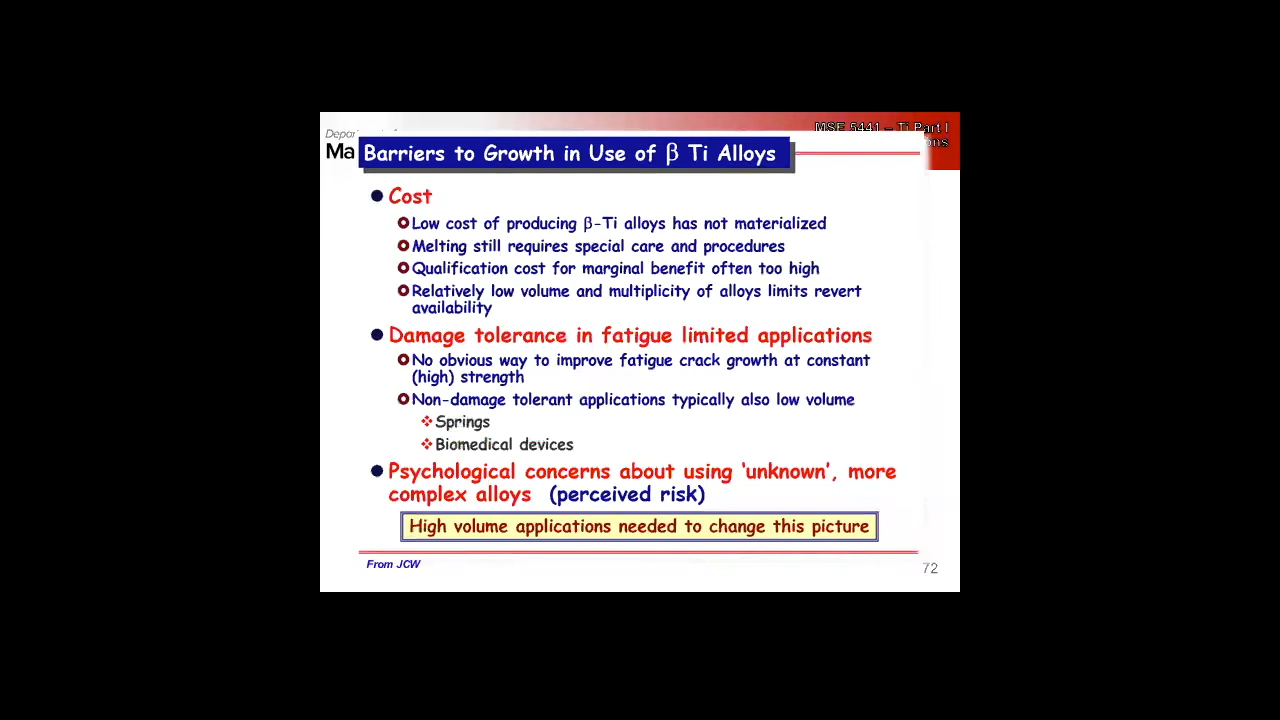 MSE 5441 – Ti Part I
Ma
Barriers to Growth in Use of β Ti Alloys
Cost
Low cost of producing β-Ti alloys has not materialized
Melting still requires special care and procedures
Qualification cost for marginal benefit often too high
Relatively low volume and multiplicity of alloys limits revert
availability
Damage tolerance in fatigue limited applications
No obvious way to improve fatigue crack growth at constant
(high) strength
Non-damage tolerant applications typically also low volume
Springs
Biomedical devices
Psychological concerns about using 'unknown', more
complex alloys (perceived risk)
High volume applications needed to change this picture
From JCW
72